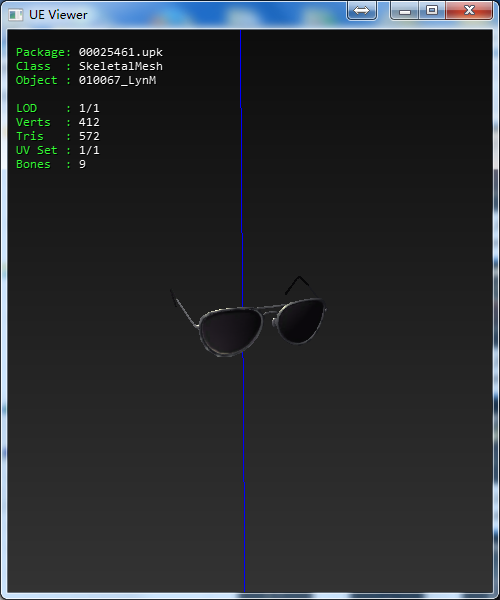 UE Viewer
Package: 00025461.upk
Class : SkeletalMesh
Object : 010067_LynM
LOD : 1/1
Verts : 412
Tris : 572
UV Set : 1/1
Bones : 9